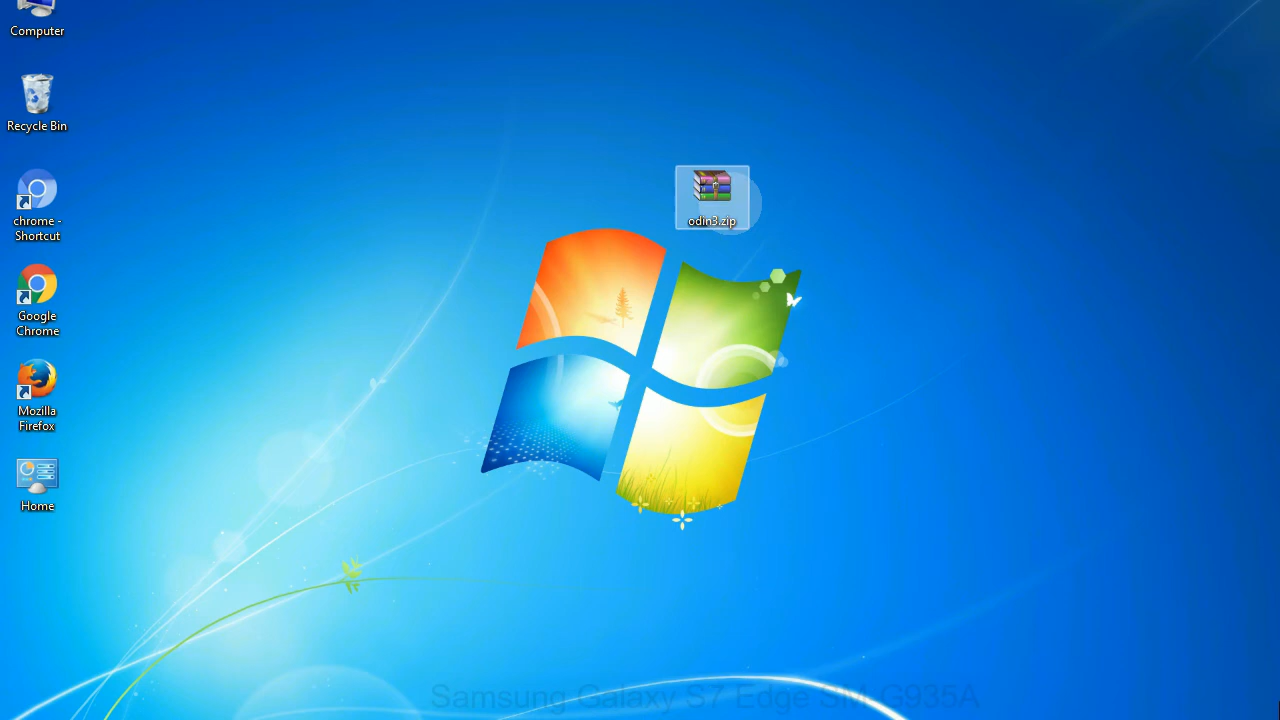 Computer
Recycle Bin
chrome -
Shortcut
Google
Chrome
Mozilla
Firefox
Home
odin3.zip
Samsung Galaxy S7 Edge SM-G935A